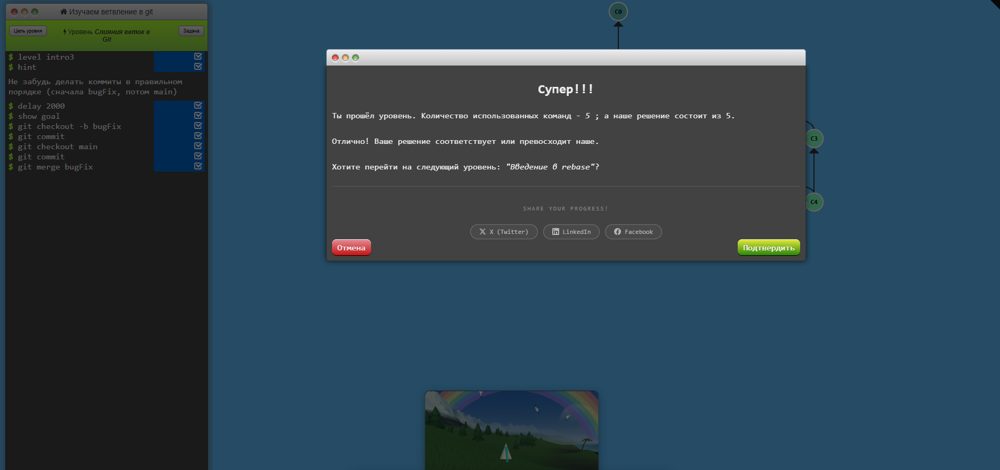 Изучаем ветвление в git
Цель уровня
Уровень Слияния веток в
Git
Задача
$ level intro3
$ hint
Не забудь делать коммиты в правильном
порядке (сначала bugFix, потом main)
$ delay 2000
$ show goal
$ git checkout -b bugFix
$ git commit
$ git checkout main
$ git commit
$ git merge bugFix
C0
Супер!!!
Ты прошёл уровень. Количество использованных команд - 5 ; а наше решение состоит из 5.
Отлично! Ваше решение соответствует или превосходит наше.
Хотите перейти на следующий уровень: "Введение в rebase"?
SHARE YOUR PROGRESS!
X (Twitter)
LinkedIn
Facebook
Отмена
Подтвердить
C3
C4